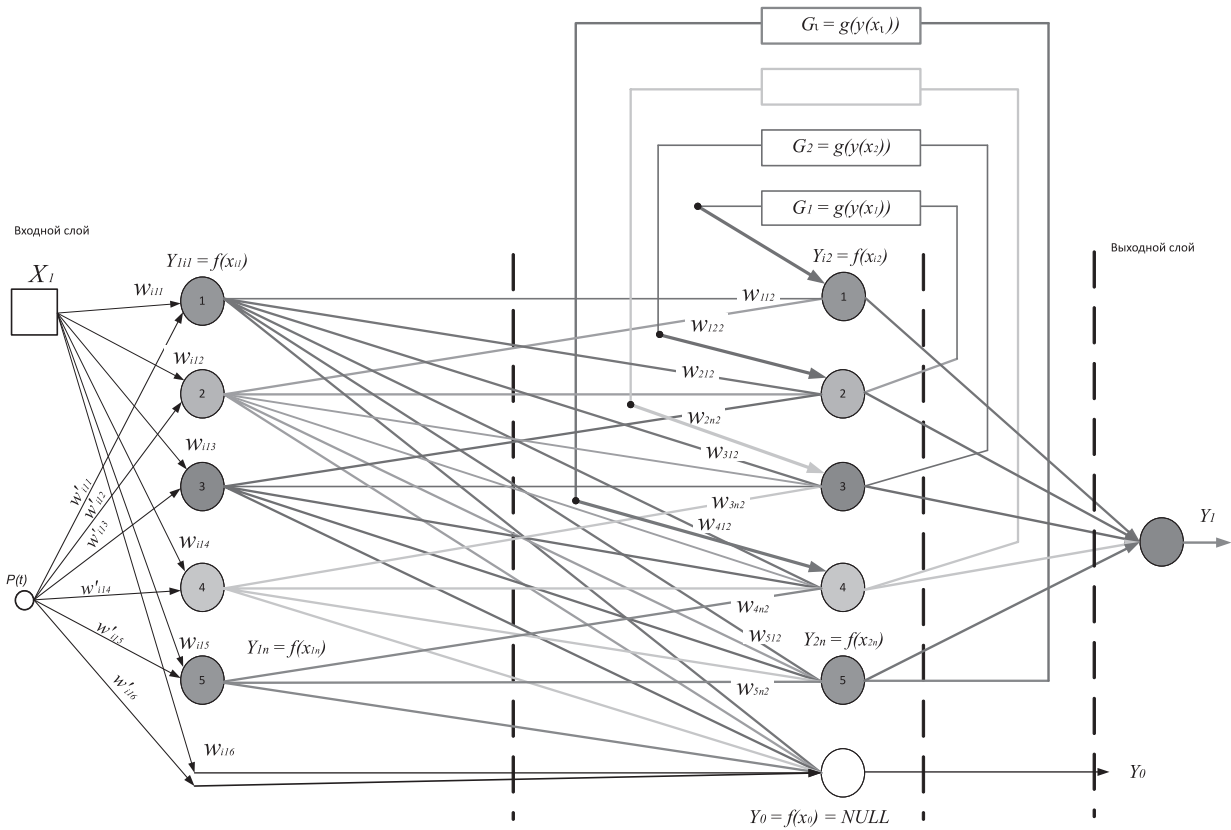 Gι = g(y(xι))
G2 = g(y(x2))
G1 = g(y(x1))
Входной слой
Выходной слой
X1
Y1i1 = f(xi1)
Yi2 = f(xi2)
wi11
1
w112
1
w122
wi12
2
w212
2
w2n2
wi13
w312
3
3
w'i11
w'i12
w'i13
w3n2
w412
Y1
wi14
P(t)
w'i14
4
4
w4n2
w'i15
wi15
Y1n = f(x1n)
w512
Y2n = f(x2n)
5
5
w'i16
w5n2
wi16
Y0
Y0 = f(x0) = NULL